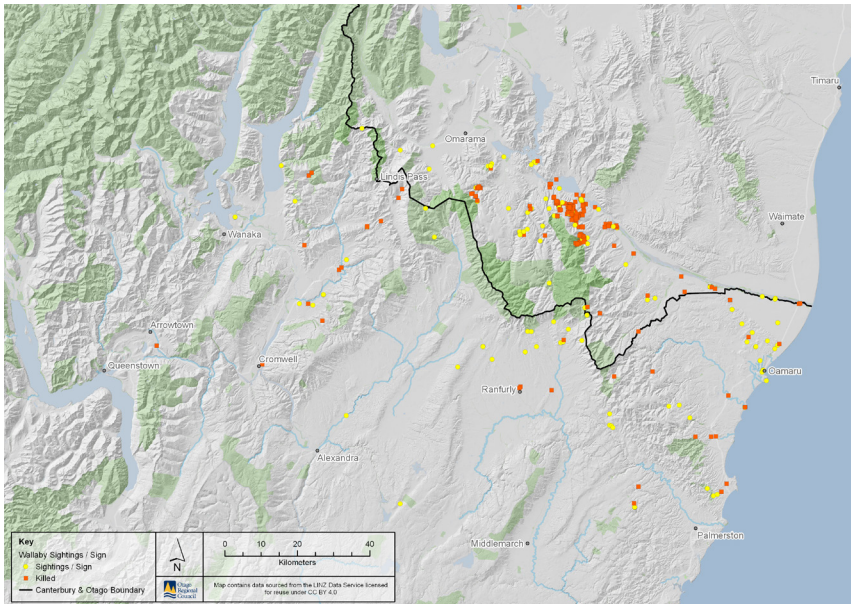 Timaru
Omarama
Lindis Pass
Waimate
Wanaka
Arrowtown
Queenstown
Cromwell
Oamaru
Ranfurly
Alexandra
Middlemarch
Palmerston
Key
Wallaby Sightings / Sign
Sightings / Sign
Killed
Canterbury & Otago Boundary
N
0 10 20 40
Kilometers
Otago
Regional
Council
Map contains data sourced from the LINZ Data Service licensed
for reuse under CC BY 4.0